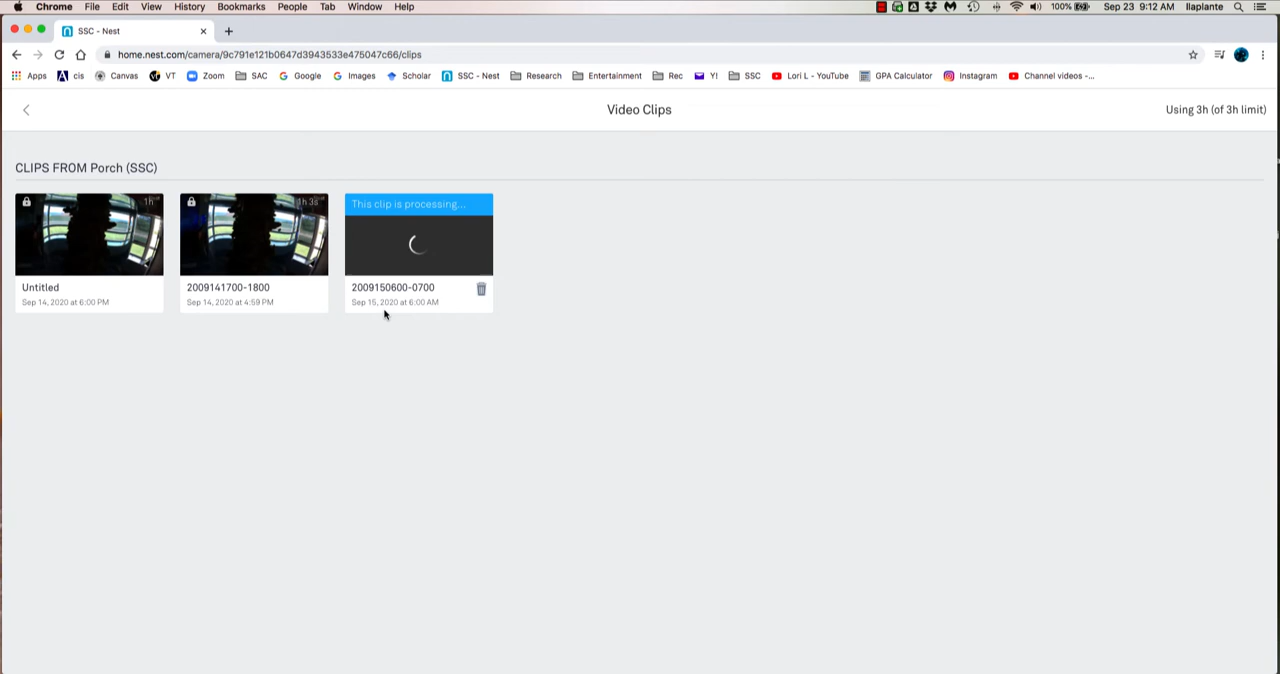 Chrome File Edit View History Bookmarks People Tab Window Help 100% Sep 23 9:12 AM llaplante
SSC - Nest
home.nest.com/camera/9c791e121b0647d3943533e475047c66/clips
Apps cis Canvas VT Zoom SAC Google Images Scholar SSC - Nest Research Entertainment Rec Y! SSC Lori L - YouTube GPA Calculator Instagram Channel videos -...
Video Clips Using 3h (of 3h limit)
CLIPS FROM Porch (SSC)
1h 1h 3s This clip is processing...
Untitled 2009141700-1800 2009150600-0700
Sep 14, 2020 at 6:00 PM Sep 14, 2020 at 4:59 PM Sep 15, 2020 at 6:00 AM